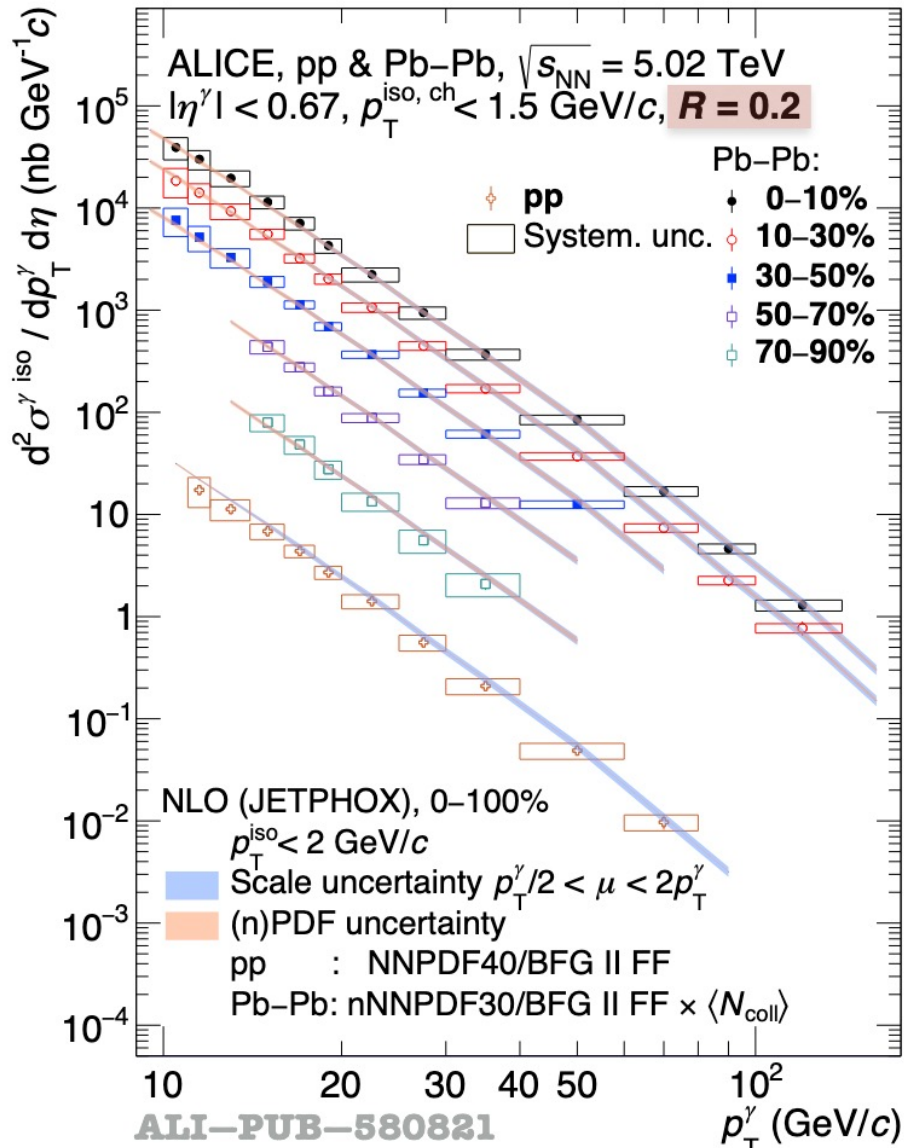 ALICE, pp & Pb−Pb, √sNN = 5.02 TeV
|ηγ| < 0.67, pTiso, ch < 1.5 GeV/c, R = 0.2
Pb−Pb:
pp
System. unc.
0−10%
10−30%
30−50%
50−70%
70−90%
d2 σγ iso / dpTγ dη (nb GeV−1c)
105
104
103
102
10
1
10−1
10−2
10−3
10−4
NLO (JETPHOX), 0−100%
pTiso < 2 GeV/c
Scale uncertainty pTγ/2 < μ < 2pTγ
(n)PDF uncertainty
pp : NNPDF40/BFG II FF
Pb−Pb: nNNPDF30/BFG II FF × ⟨Ncoll⟩
10 20 30 40 50 102
ALI−PUB−580821
pTγ (GeV/c)